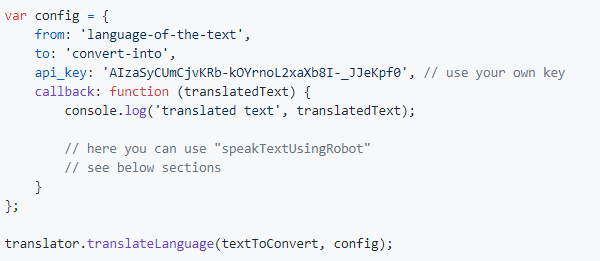 var config = {
    from: 'language-of-the-text',
    to: 'convert-into',
    api_key: 'AIzaSyCUmCjvKRb-kOYrnoL2xaXb8I-_JJeKpf0', // use your own key
    callback: function (translatedText) {
        console.log('translated text', translatedText);

        // here you can use "speakTextUsingRobot"
        // see below sections
    }
};

translator.translateLanguage(textToConvert, config);